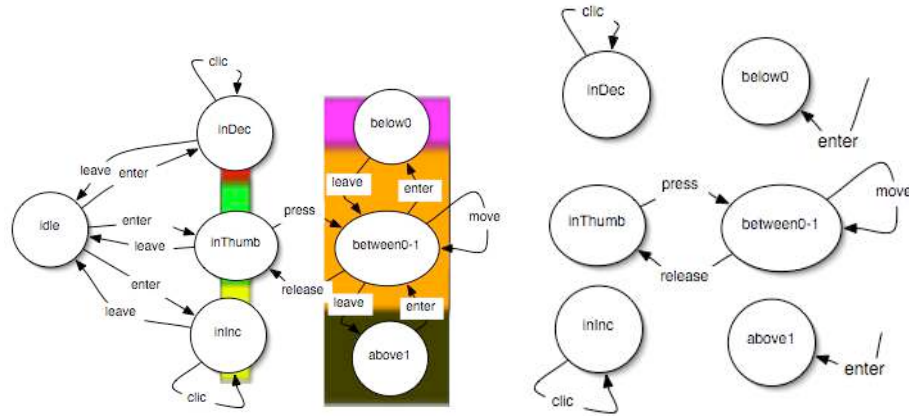 clic
inDec
leave
enter
idle
enter
leave
inThumb
enter
leave
inInc
clic
below0
leave
enter
press
move
between0-1
release
leave
enter
above1
clic
inDec
below0
enter
press
move
inThumb
between0-1
release
inInc
above1
enter
clic